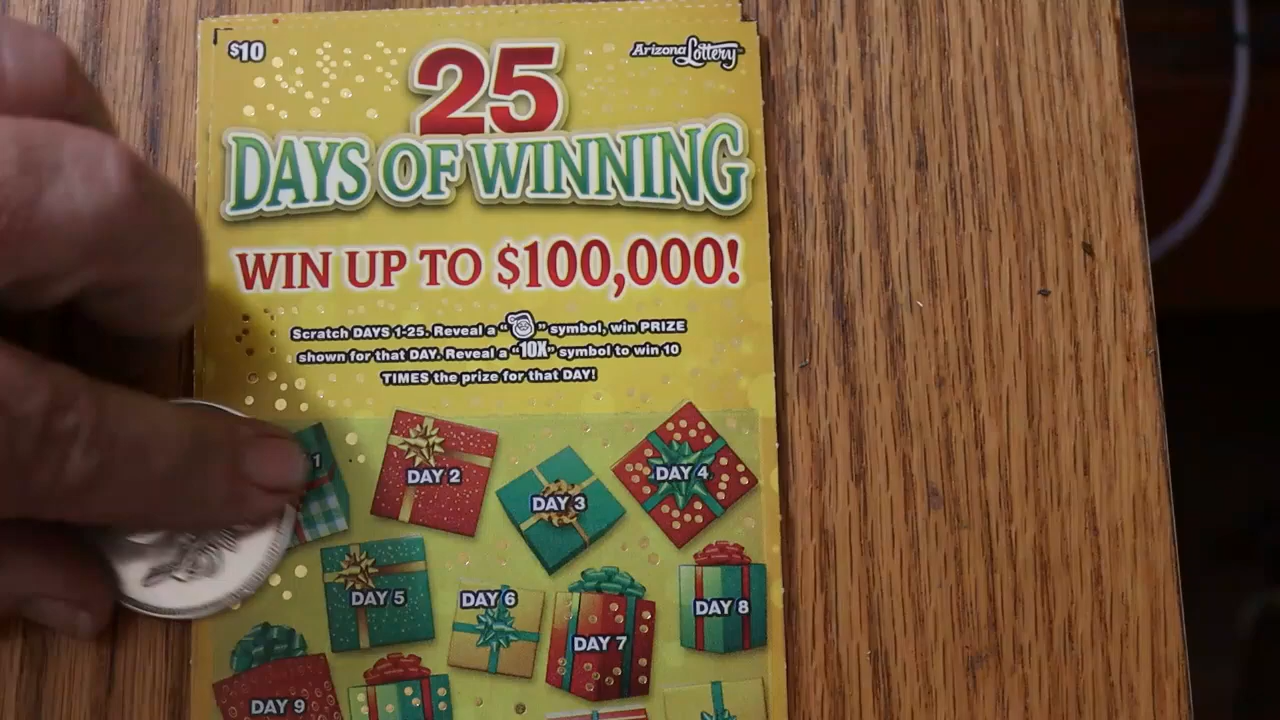 $10
Arizona Lottery
25
DAYS OF WINNING
WIN UP TO $100,000!
Scratch DAYS 1-25. Reveal a " " symbol, win PRIZE
shown for that DAY. Reveal a "10X" symbol to win 10
TIMES the prize for that DAY!
1
DAY 2
DAY 3
DAY 4
DAY 5
DAY 6
DAY 7
DAY 8
DAY 9